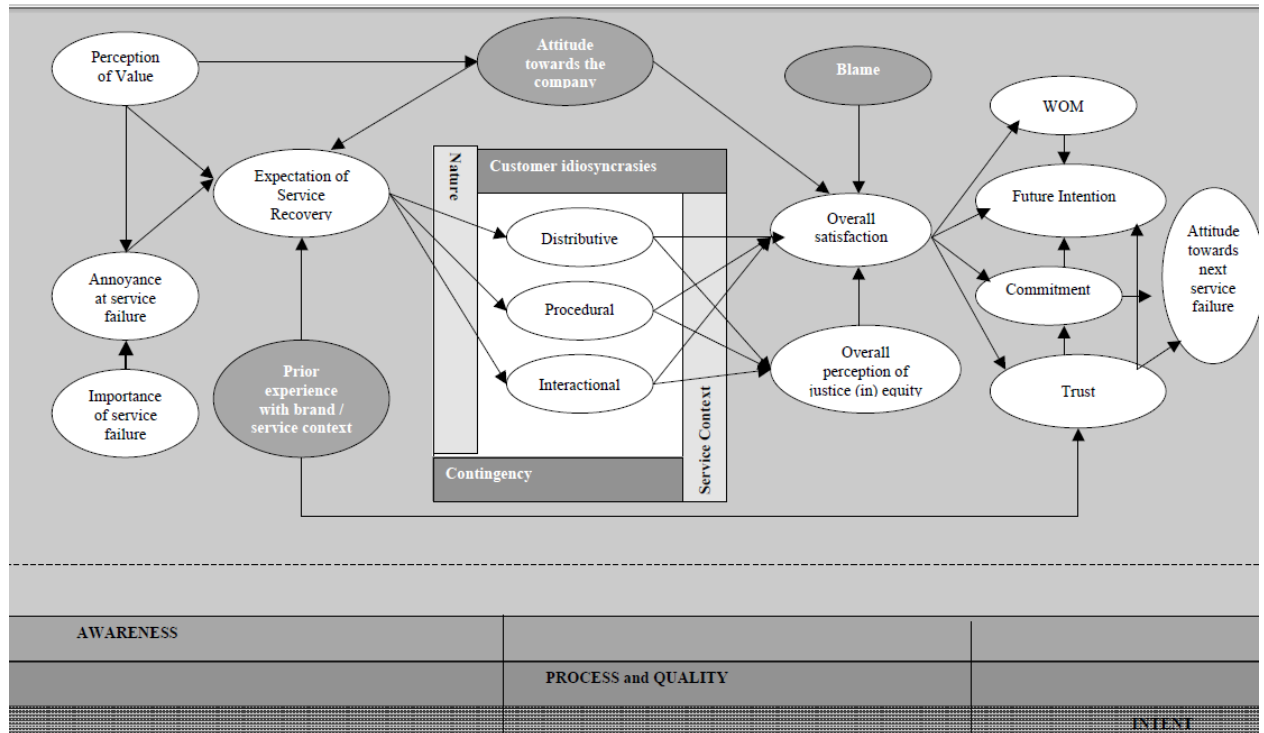 Perception
of Value
Attitude
towards the
company
Blame
WOM
Nature
Customer idiosyncrasies
Expectation of
Service
Recovery
Future Intention
Distributive
Overall
satisfaction
Attitude
towards
next
service
failure
Annoyance
at service
failure
Procedural
Commitment
Prior
experience
with brand /
service context
Overall
perception of
justice (in) equity
Interactional
Importance
of service
failure
Trust
Service Context
Contingency
AWARENESS
PROCESS and QUALITY
INTENT